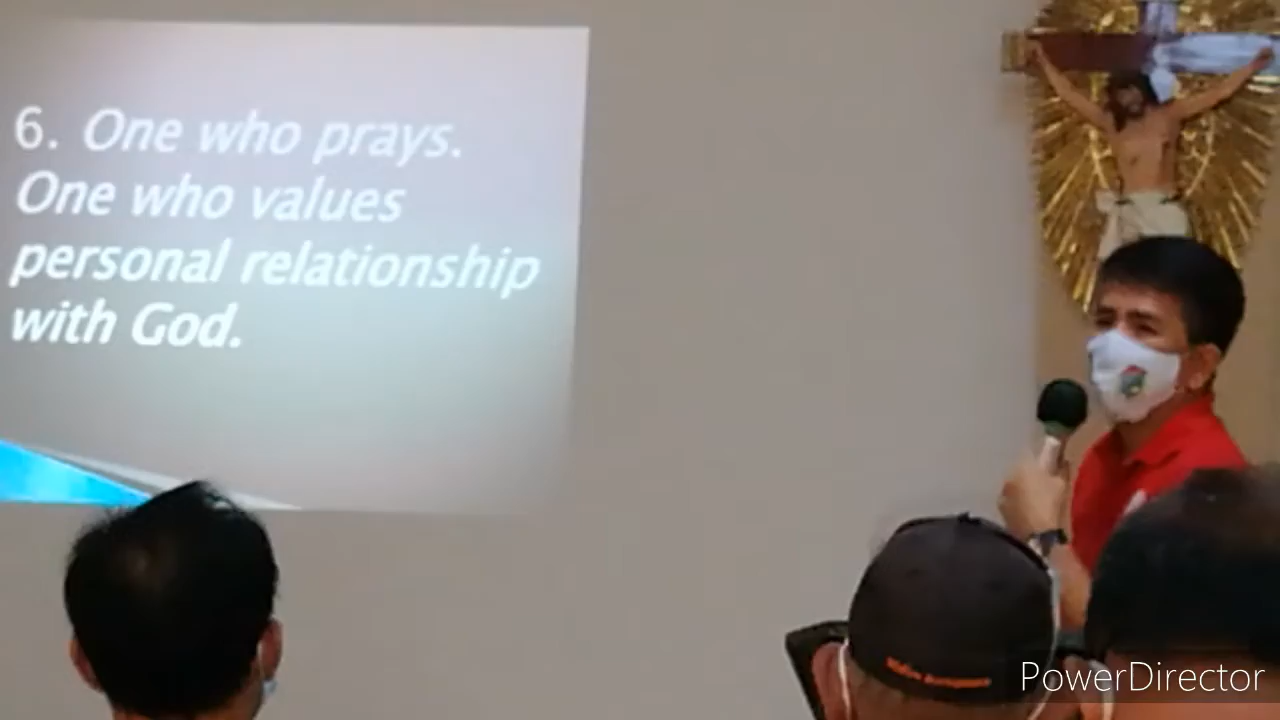 6. One who prays.
One who values
personal relationship
with God.
PowerDirector